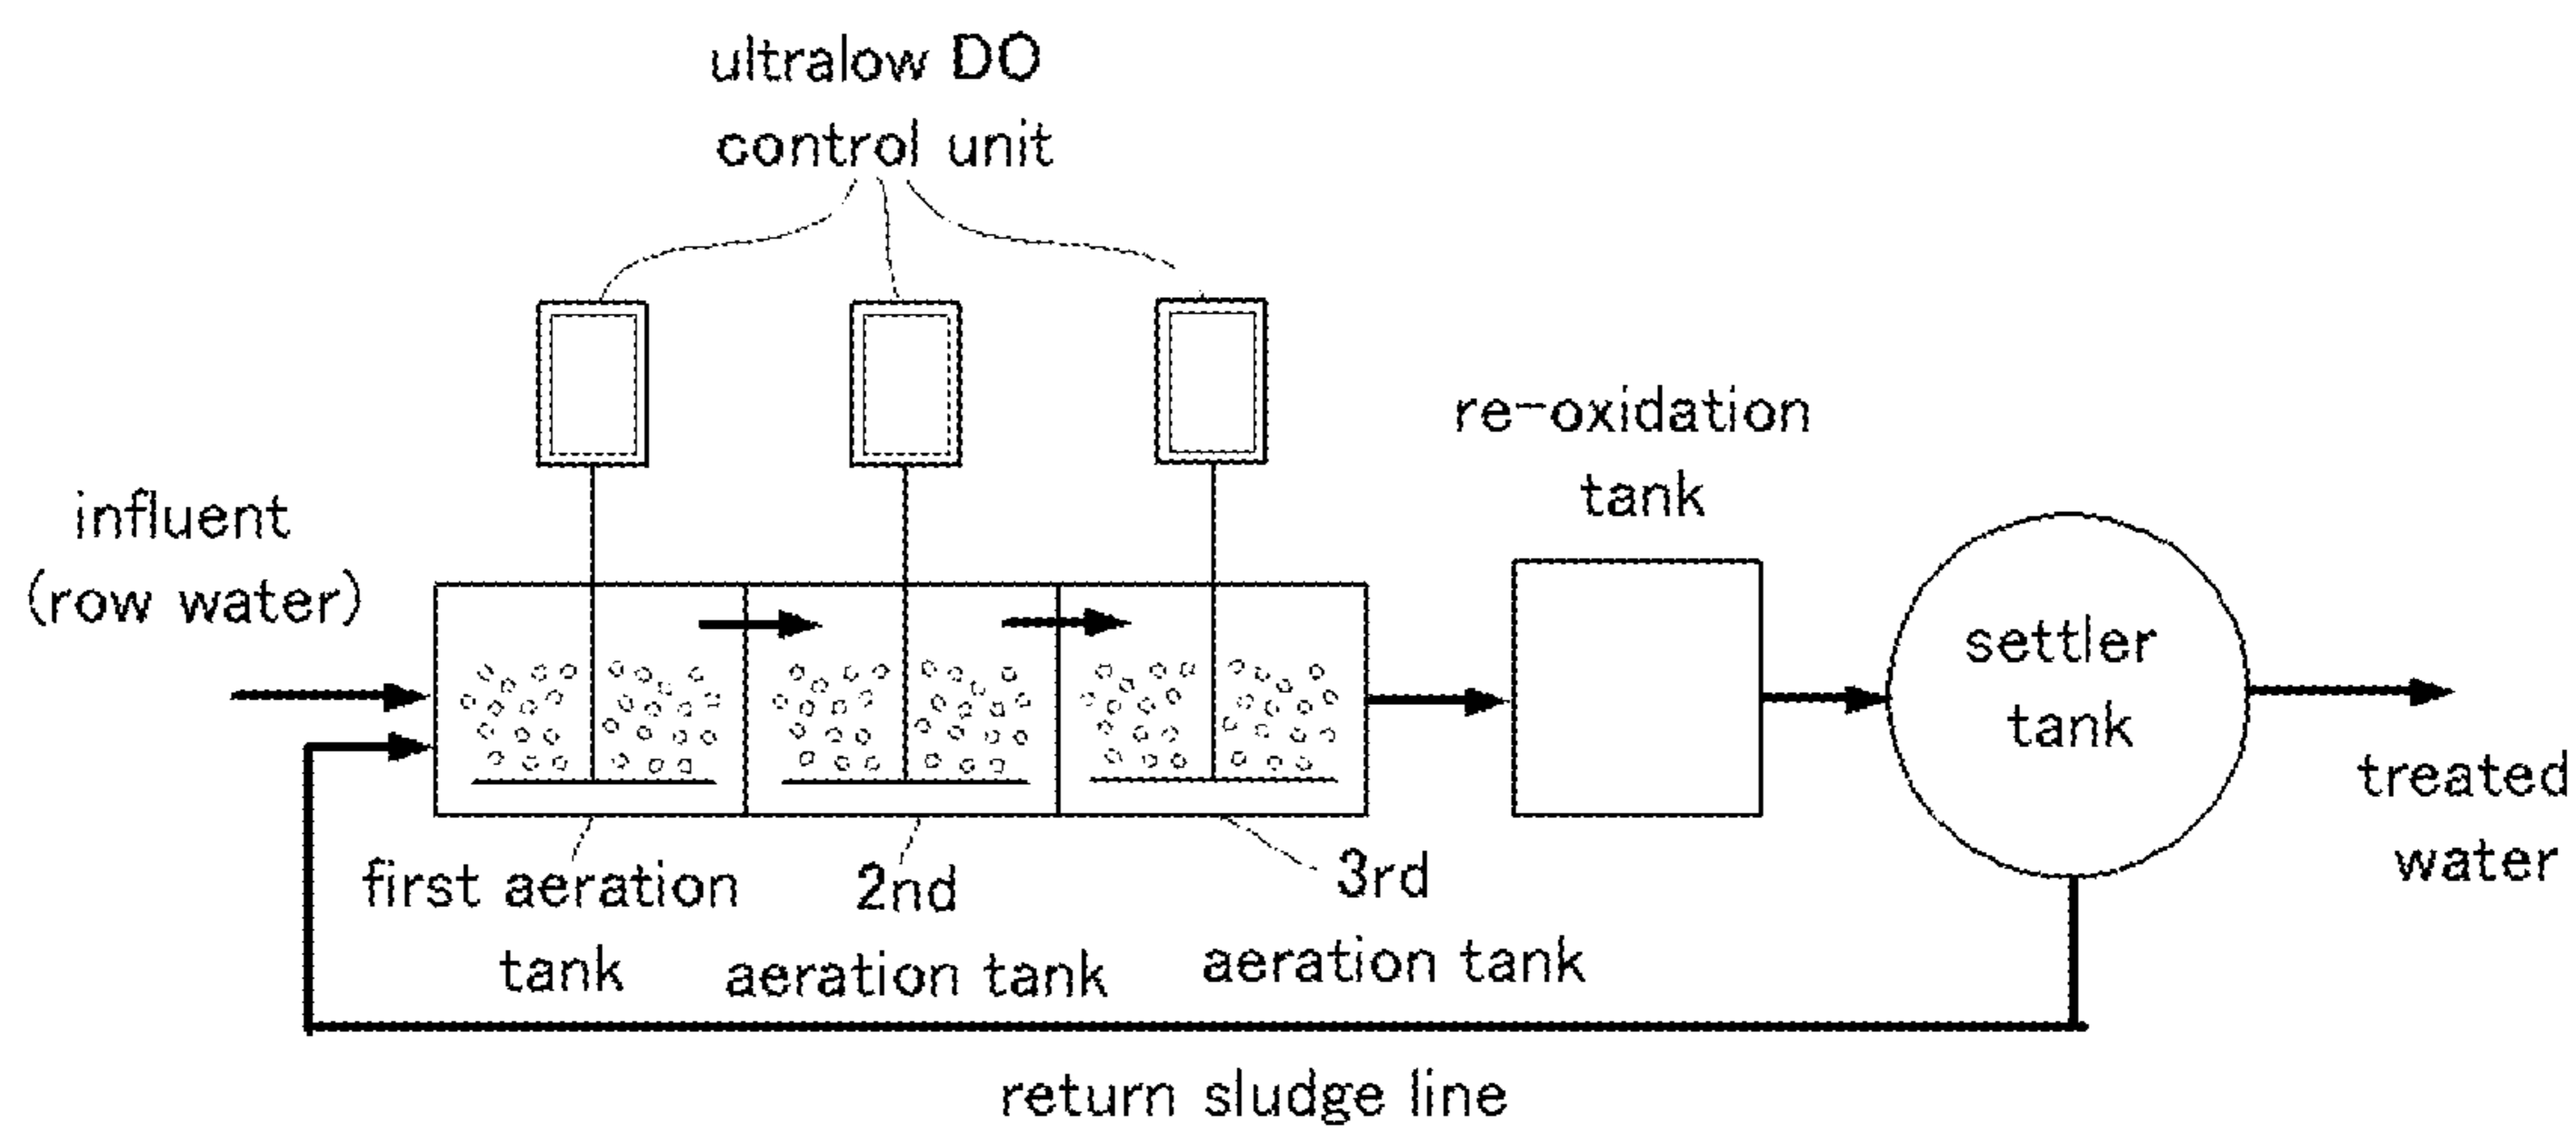 ultralow DO
control unit
re-oxidation
tank
influent
(row water)
settler
tank
treated
water
first aeration
tank
2nd
aeration tank
3rd
aeration tank
return sludge line